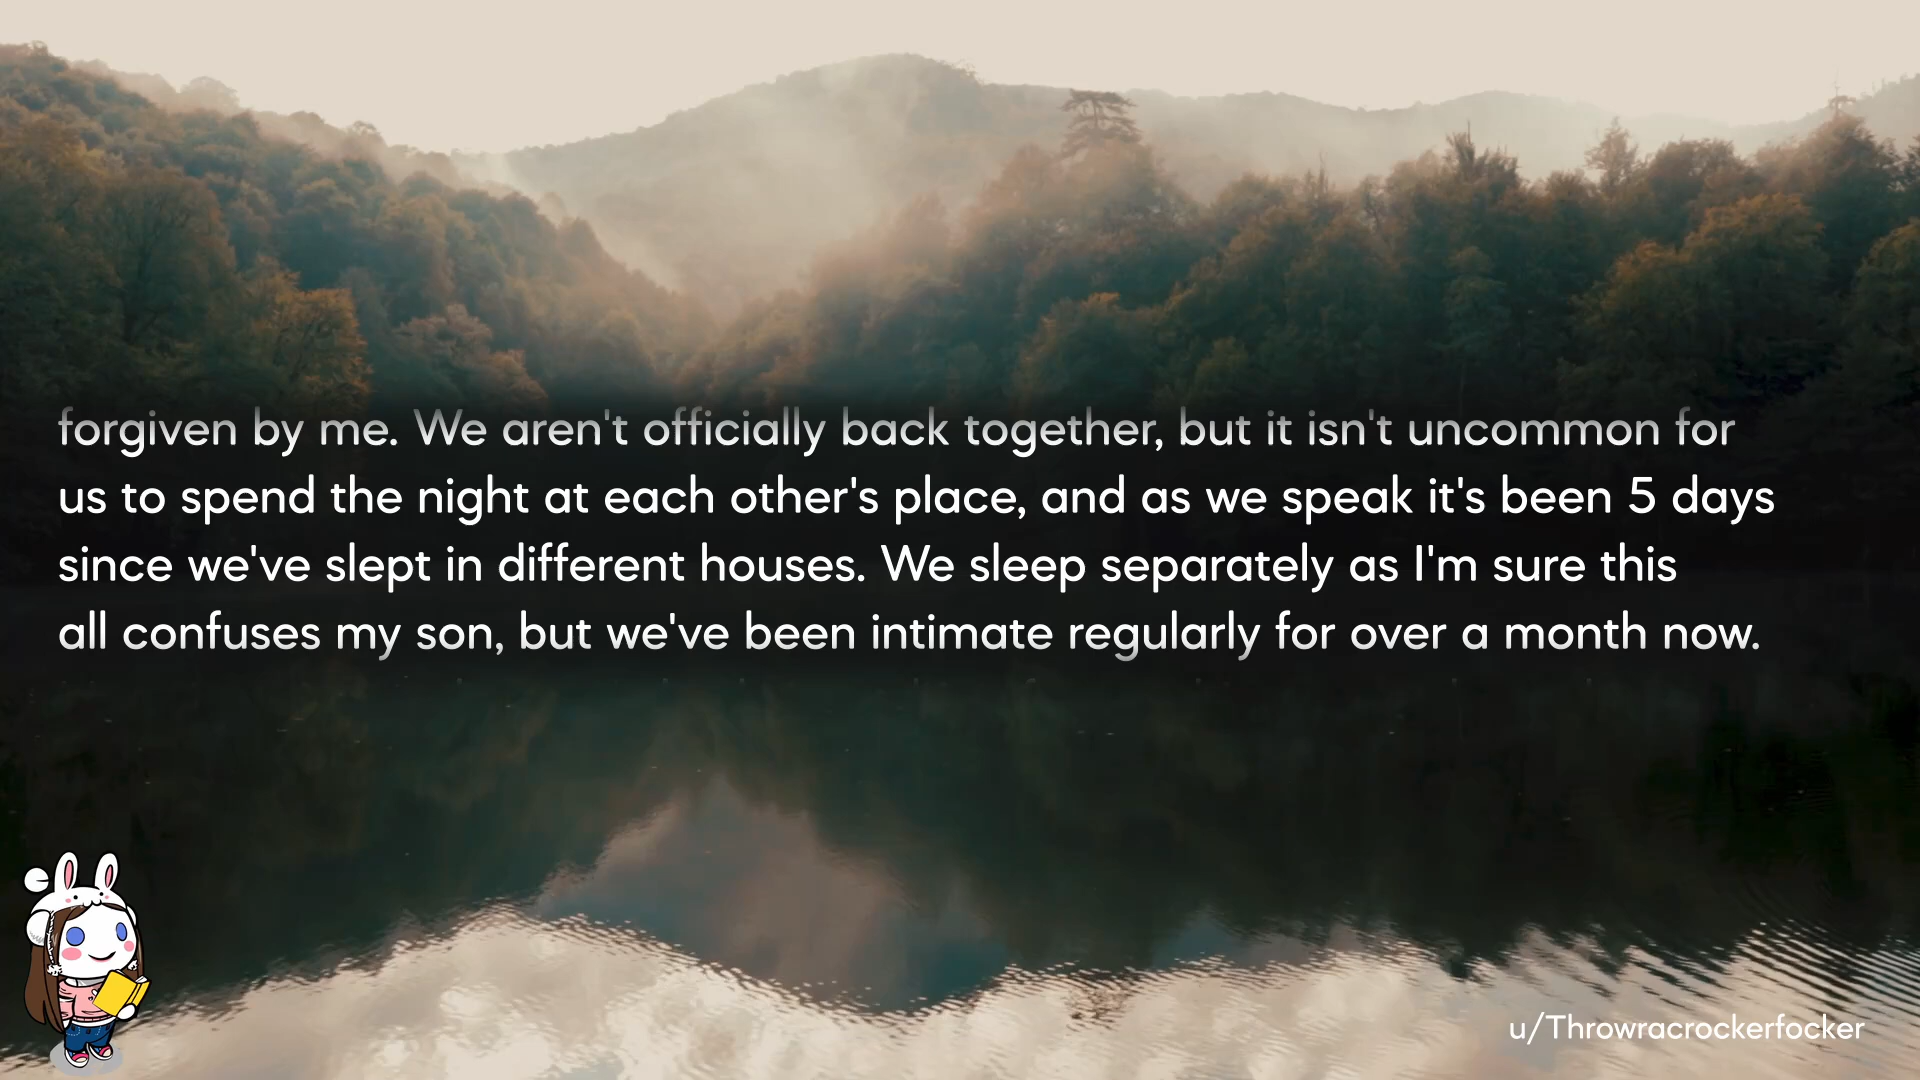 forgiven by me. We aren't officially back together, but it isn't uncommon for
us to spend the night at each other's place, and as we speak it's been 5 days
since we've slept in different houses. We sleep separately as I'm sure this
all confuses my son, but we've been intimate regularly for over a month now.
u/Throwracrockerfocker